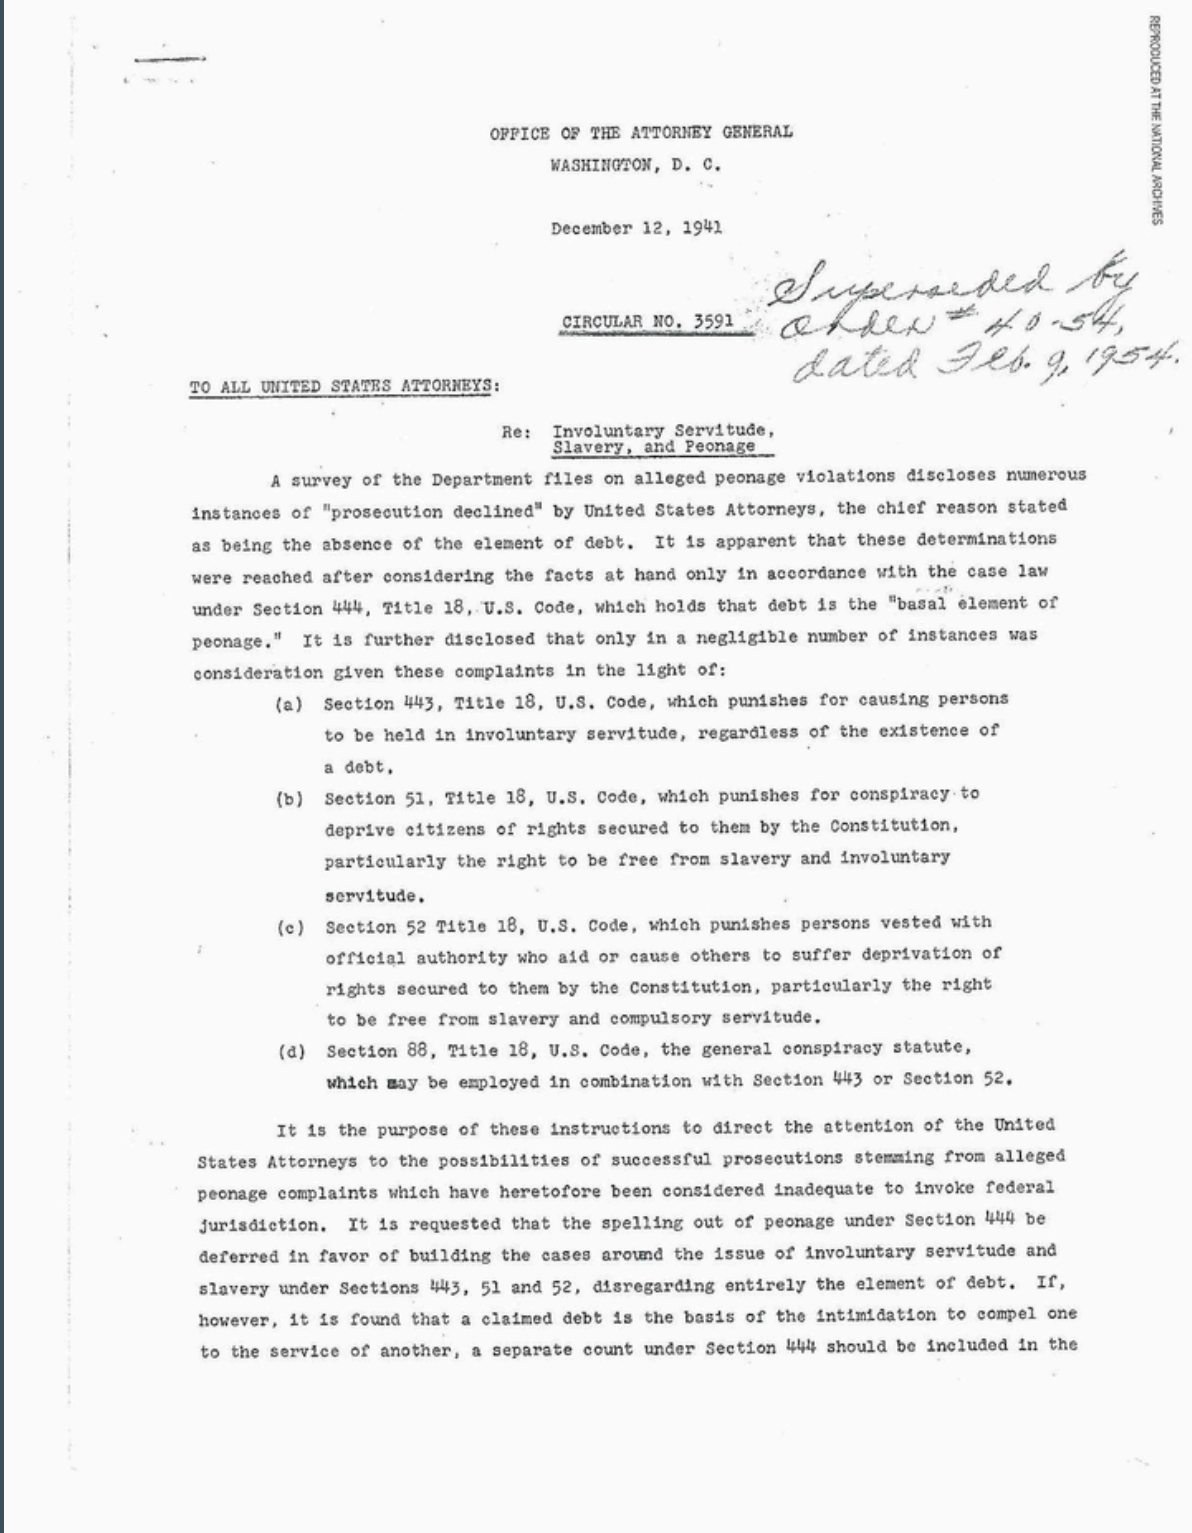 REPRODUCED AT THE NATIONAL ARCHIVES
OFFICE OF THE ATTORNEY GENERAL
WASHINGTON, D. C.
December 12, 1941
Superseded by
Order # 40-54,
dated Feb. 9, 1954.
CIRCULAR NO. 3591
TO ALL UNITED STATES ATTORNEYS:
Re: Involuntary Servitude,
Slavery, and Peonage
A survey of the Department files on alleged peonage violations discloses numerous
instances of "prosecution declined" by United States Attorneys, the chief reason stated
as being the absence of the element of debt. It is apparent that these determinations
were reached after considering the facts at hand only in accordance with the case law
under Section 444, Title 18, U.S. Code, which holds that debt is the "basal element of
peonage." It is further disclosed that only in a negligible number of instances was
consideration given these complaints in the light of:
(a) Section 443, Title 18, U.S. Code, which punishes for causing persons
to be held in involuntary servitude, regardless of the existence of
a debt.
(b) Section 51, Title 18, U.S. Code, which punishes for conspiracy to
deprive citizens of rights secured to them by the Constitution,
particularly the right to be free from slavery and involuntary
servitude.
(c) Section 52 Title 18, U.S. Code, which punishes persons vested with
official authority who aid or cause others to suffer deprivation of
rights secured to them by the Constitution, particularly the right
to be free from slavery and compulsory servitude.
(d) Section 88, Title 18, U.S. Code, the general conspiracy statute,
which may be employed in combination with Section 443 or Section 52.
It is the purpose of these instructions to direct the attention of the United
States Attorneys to the possibilities of successful prosecutions stemming from alleged
peonage complaints which have heretofore been considered inadequate to invoke federal
jurisdiction. It is requested that the spelling out of peonage under Section 444 be
deferred in favor of building the cases around the issue of involuntary servitude and
slavery under Sections 443, 51 and 52, disregarding entirely the element of debt. If,
however, it is found that a claimed debt is the basis of the intimidation to compel one
to the service of another, a separate count under Section 444 should be included in the